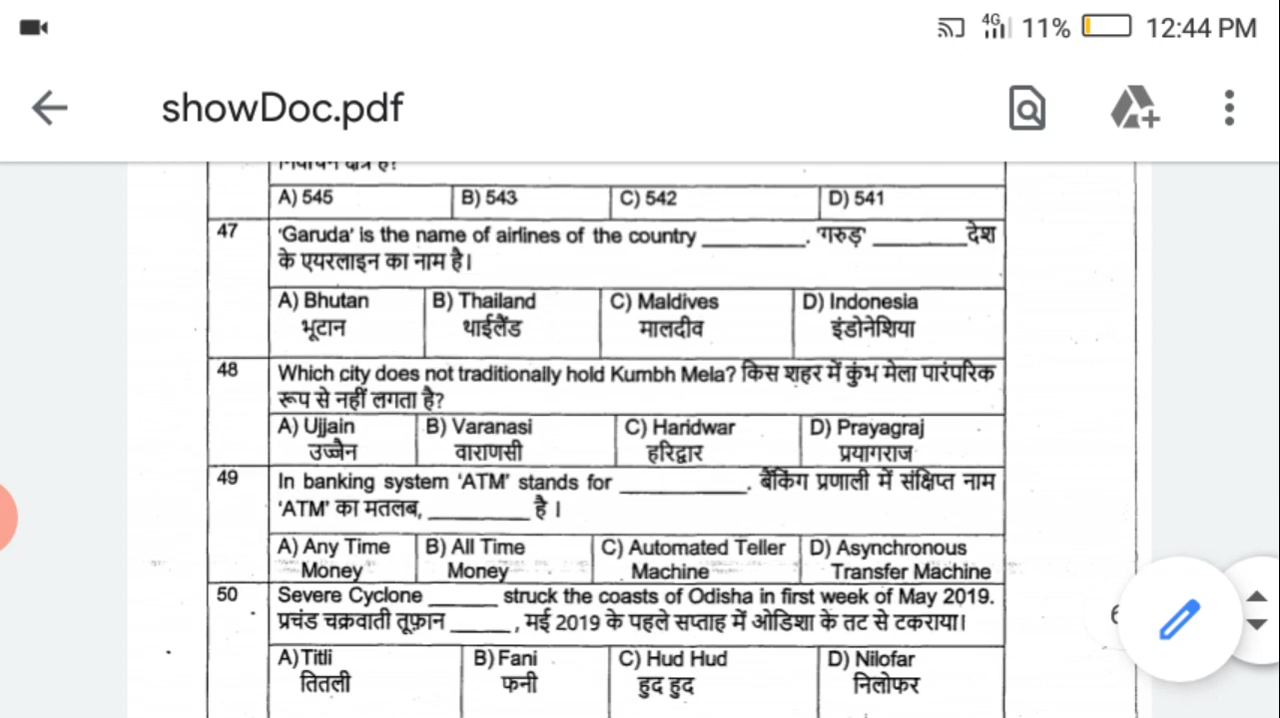 4G 11% 12:44 PM
showDoc.pdf
A) 545 B) 543 C) 542 D) 541
47 'Garuda' is the name of airlines of the country __________. 'गरुड़' __________देश
के एयरलाइन का नाम है।
A) Bhutan B) Thailand C) Maldives D) Indonesia
भूटान थाईलैंड मालदीव इंडोनेशिया
48 Which city does not traditionally hold Kumbh Mela? किस शहर में कुंभ मेला पारंपरिक
रूप से नहीं लगता है?
A) Ujjain B) Varanasi C) Haridwar D) Prayagraj
उज्जैन वाराणसी हरिद्वार प्रयागराज
49 In banking system 'ATM' stands for ____________. बैंकिंग प्रणाली में संक्षिप्त नाम
'ATM' का मतलब, __________ है ।
A) Any Time B) All Time C) Automated Teller D) Asynchronous
Money Money Machine Transfer Machine
50 Severe Cyclone ______ struck the coasts of Odisha in first week of May 2019.
प्रचंड चक्रवाती तूफ़ान ______, मई 2019 के पहले सप्ताह में ओडिशा के तट से टकराया।
A) Titli B) Fani C) Hud Hud D) Nilofar
तितली फनी हुद हुद निलोफर